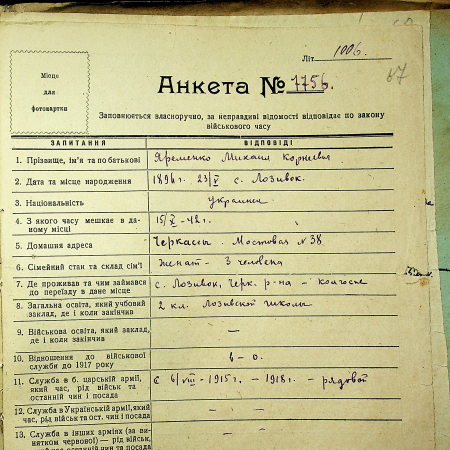 Літ. 1006.
67
Місце
для
фотокартки
Анкета № 7756.
Заповнюється власноручно, за неправдиві відомості відповідає по закону
військового часу
ЗАПИТАННЯ ВІДПОВІДІ
1. Прізвище, ім'я та по батькові Яременко Михаил Корнеевич
2. Дата та місце народження 1896 г. 23/V с. Лозивок.
3. Національність украинец
4. З якого часу мешкає в да-
ному місці 15/X - 42 г.
5. Домашня адреса Черкасы. Мостовая № 38
6. Сімейний стан та склад сім'ї женат - 3 человека
7. Де проживав та чим займався
до переїзду в дане місце с. Лозивок, Черк. р-на - колхозе
8. Загальна освіта, який учбовий
заклад, де і коли закінчив 2 кл. Лозивской школы
9. Військова освіта, який заклад,
де і коли закінчив —
10. Відношення до військової
служби до 1917 року в-о.
11. Служба в б. царській армії,
який час, рід військ та
останній чин і посада с 6/VIII - 1915 г. - 1918 г. - рядовой
12. Служба в Українській армії, який
час, рід військ та ост. чин і посада — —
13. Служба в інших арміях (за ви-
нятком червоної) — рід військ,